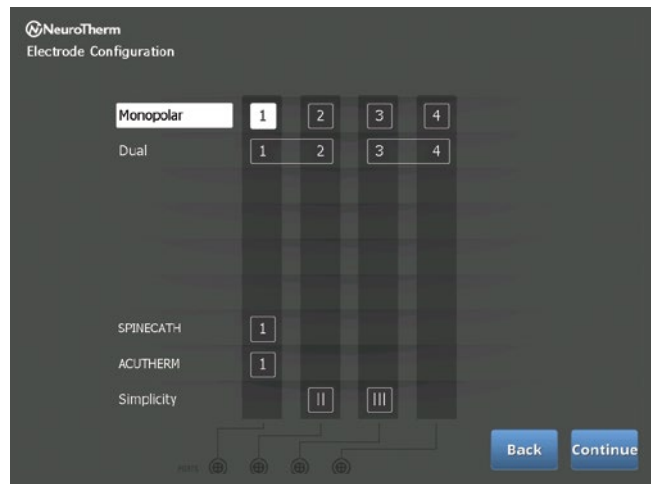 NeuroTherm
Electrode Configuration
Monopolar 1 2 3 4
Dual 1 2 3 4
SPINECATH 1
ACUTHERM 1
Simplicity II III
Back Continue